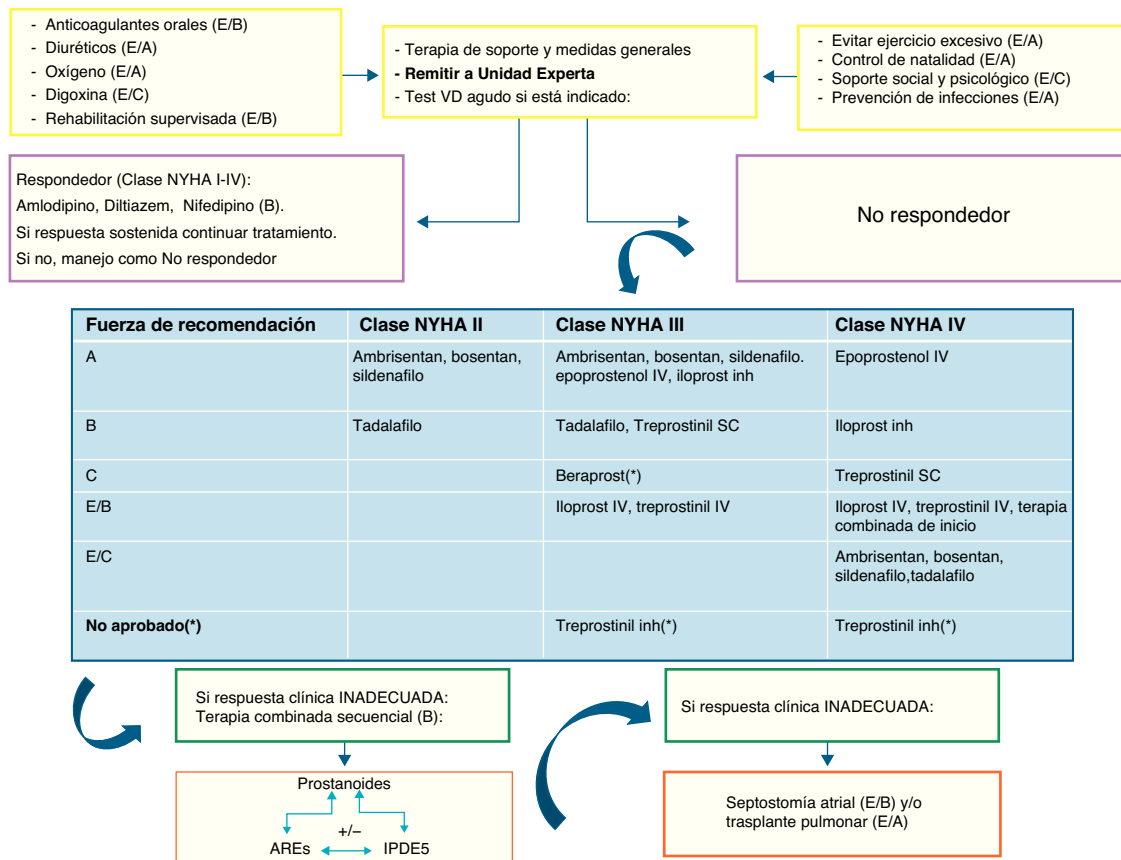 - Anticoagulantes orales (E/B)
- Diuréticos (E/A)
- Oxígeno (E/A)
- Digoxina (E/C)
- Rehabilitación supervisada (E/B)
- Terapia de soporte y medidas generales
- Remitir a Unidad Experta
- Test VD agudo si está indicado:
- Evitar ejercicio excesivo (E/A)
- Control de natalidad (E/A)
- Soporte social y psicológico (E/C)
- Prevención de infecciones (E/A)
Respondedor (Clase NYHA I-IV):
Amlodipino, Diltiazem, Nifedipino (B).
Si respuesta sostenida continuar tratamiento.
Si no, manejo como No respondedor
No respondedor
Fuerza de recomendación Clase NYHA II Clase NYHA III Clase NYHA IV
A
Ambrisentan, bosentan,
sildenafilo
Ambrisentan, bosentan, sildenafilo.
epoprostenol IV, iloprost inh
Epoprostenol IV
B Tadalafilo Tadalafilo, Treprostinil SC Iloprost inh
C Beraprost(*) Treprostinil SC
E/B
Iloprost IV, treprostinil IV
Iloprost IV, treprostinil IV, terapia
combinada de inicio
E/C
Ambrisentan, bosentan,
sildenafilo,tadalafilo
No aprobado(*) Treprostinil inh(*) Treprostinil inh(*)
Si respuesta clínica INADECUADA:
Terapia combinada secuencial (B):
Si respuesta clínica INADECUADA:
Prostanoides
+/−
AREs IPDE5
Septostomía atrial (E/B) y/o
trasplante pulmonar (E/A)